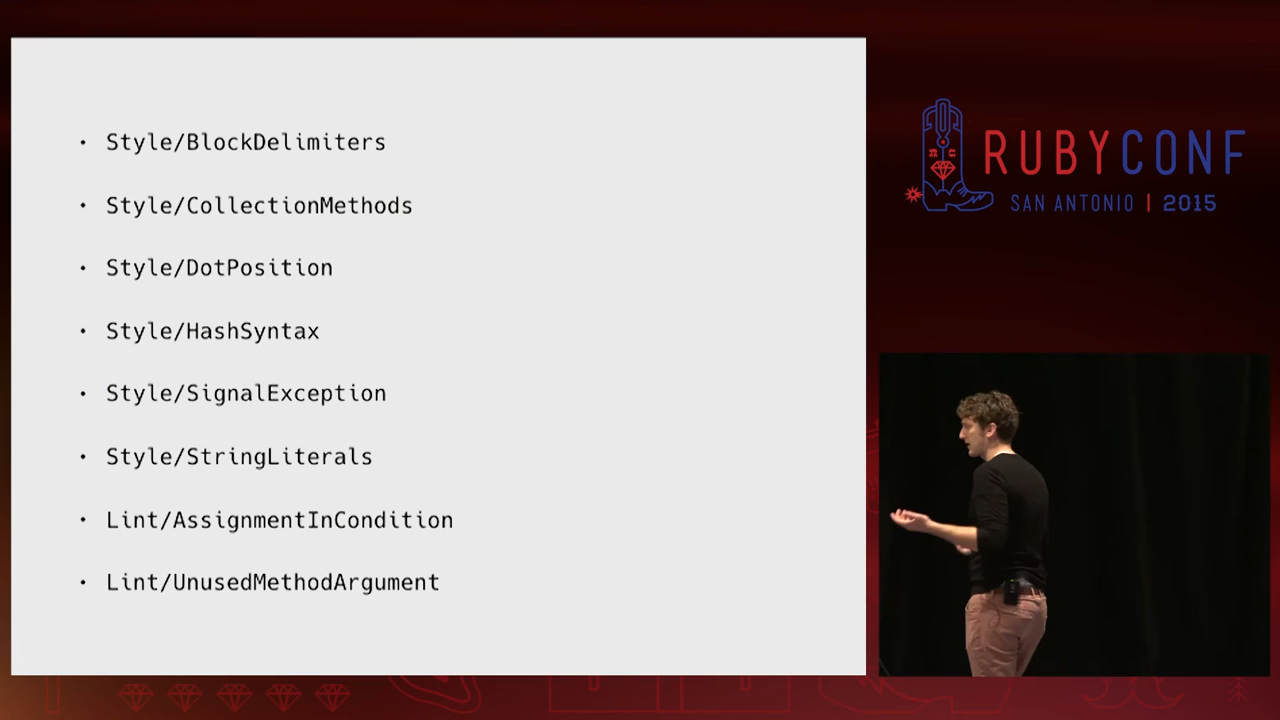 • Style/BlockDelimiters
• Style/CollectionMethods
• Style/DotPosition
• Style/HashSyntax
• Style/SignalException
• Style/StringLiterals
• Lint/AssignmentInCondition
• Lint/UnusedMethodArgument
RUBYCONF
SAN ANTONIO | 2015